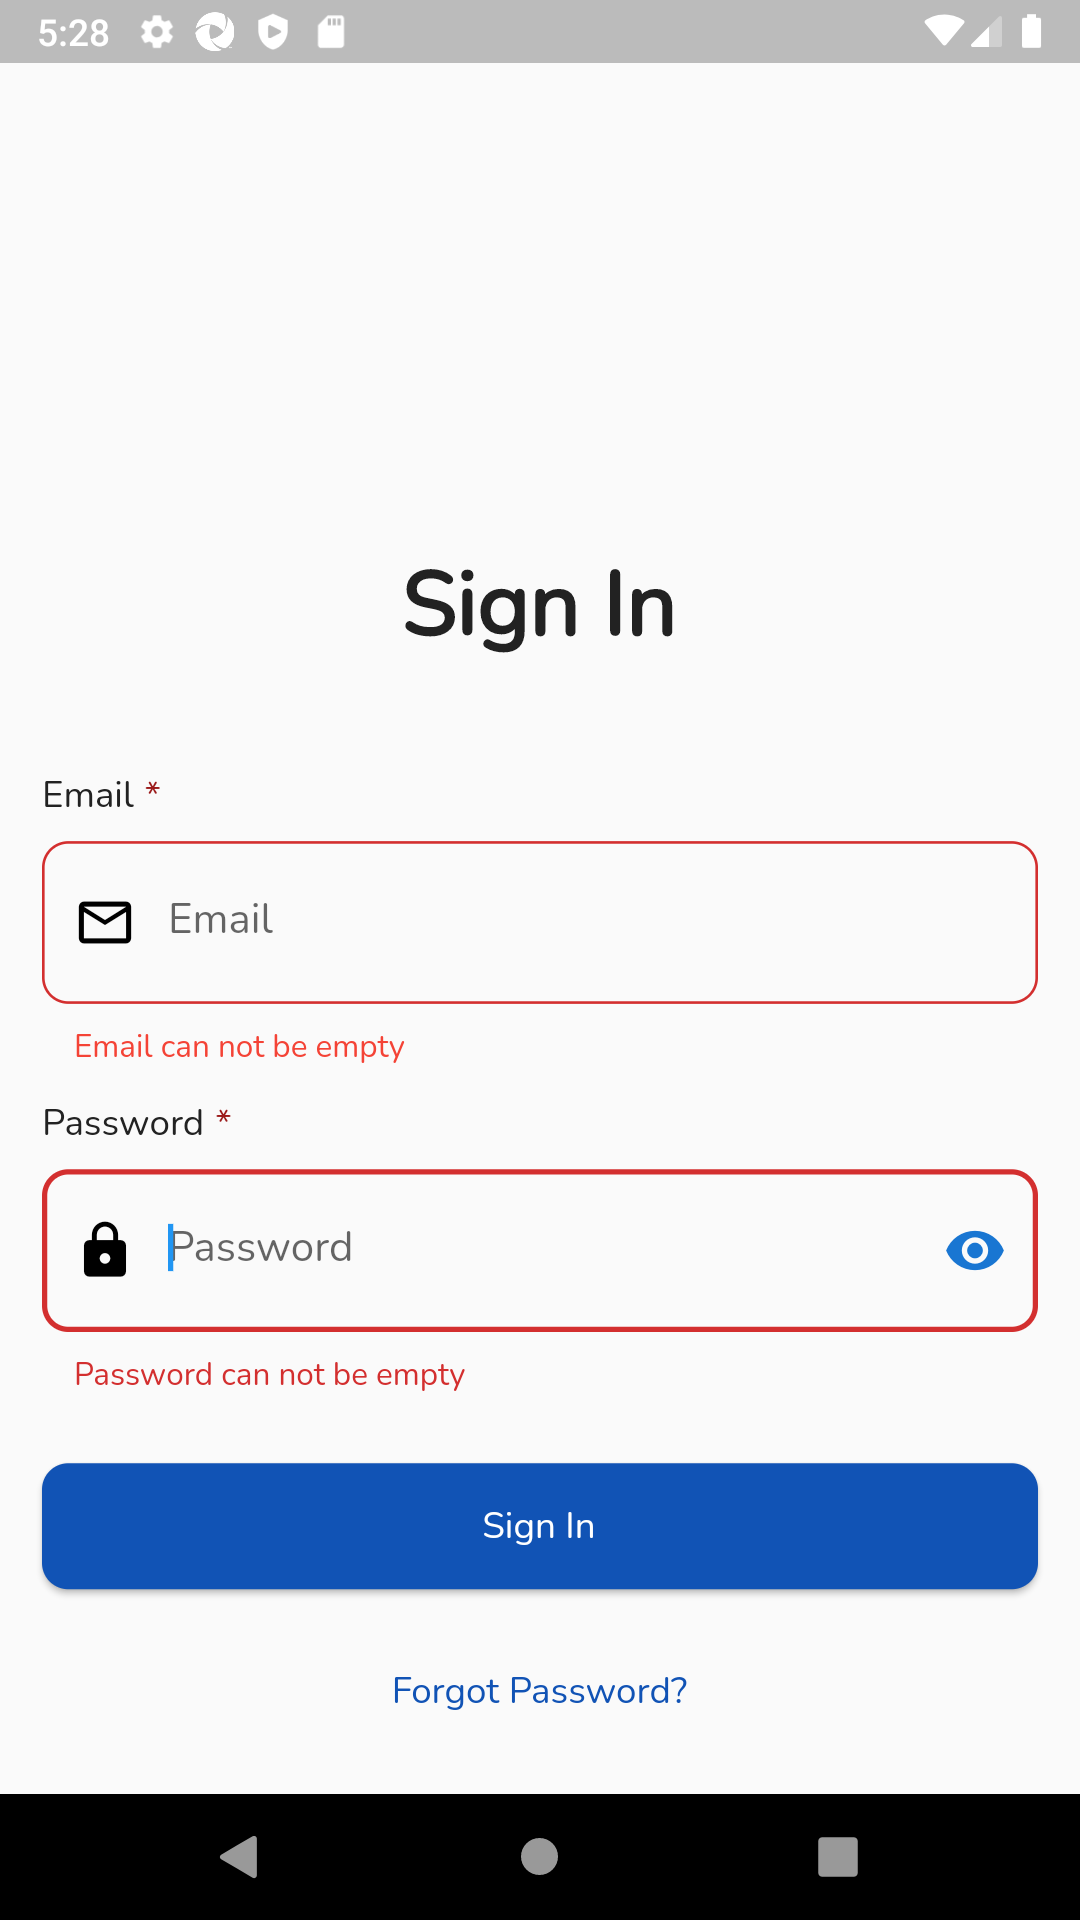 5:28
Sign In
Email *
Email
Email can not be empty
Password *
Password
Password can not be empty
Sign In
Forgot Password?